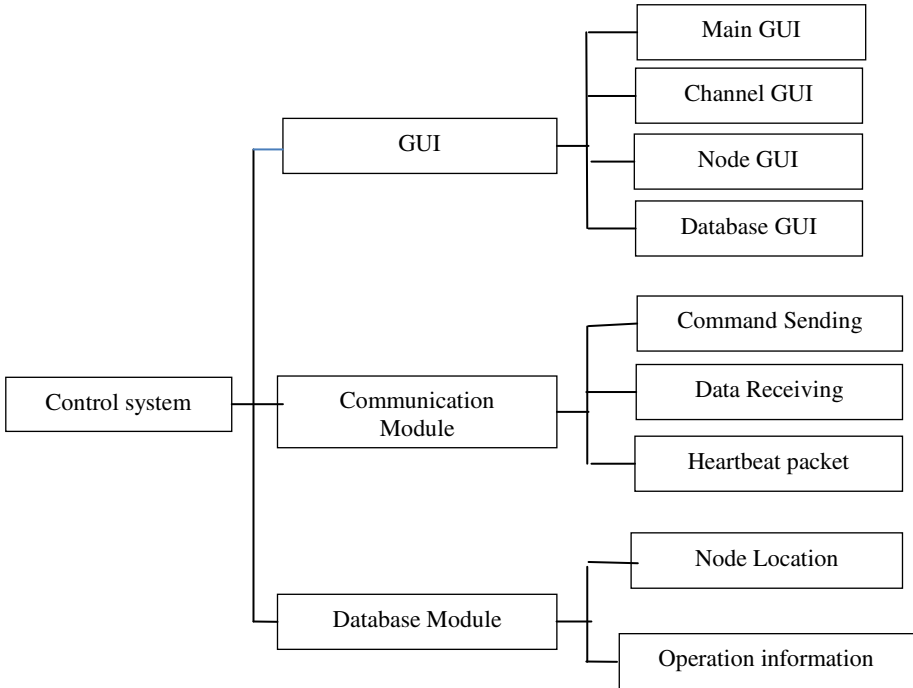 Main GUI
Channel GUI
GUI
Node GUI
Database GUI
Command Sending
Control system
Communication
Module
Data Receiving
Heartbeat packet
Node Location
Database Module
Operation information